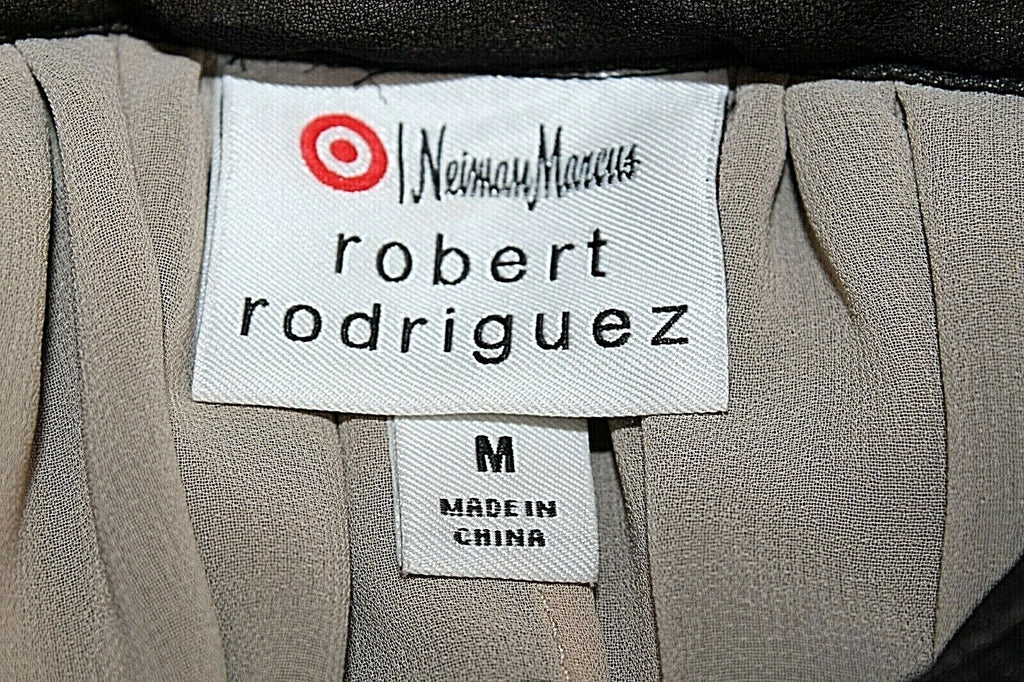 | Neiman Marcus
robert
rodriguez
M
MADE IN
CHINA